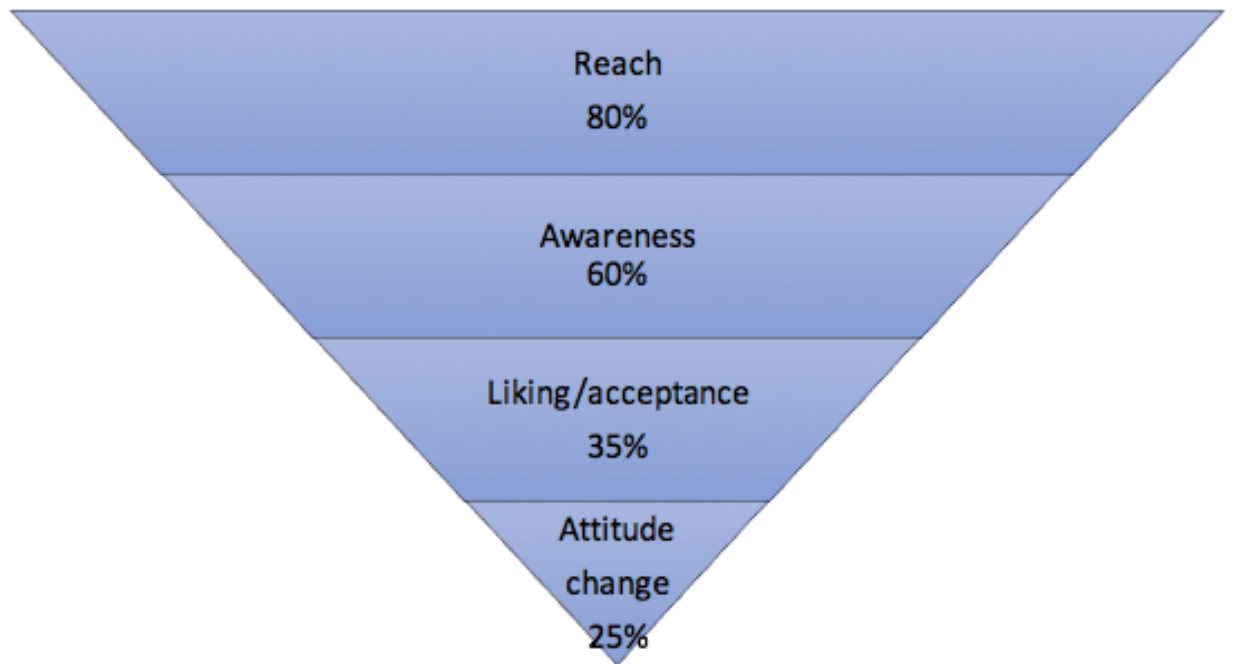 Reach
80%
Awareness
60%
Liking/acceptance
35%
Attitude
change
25%